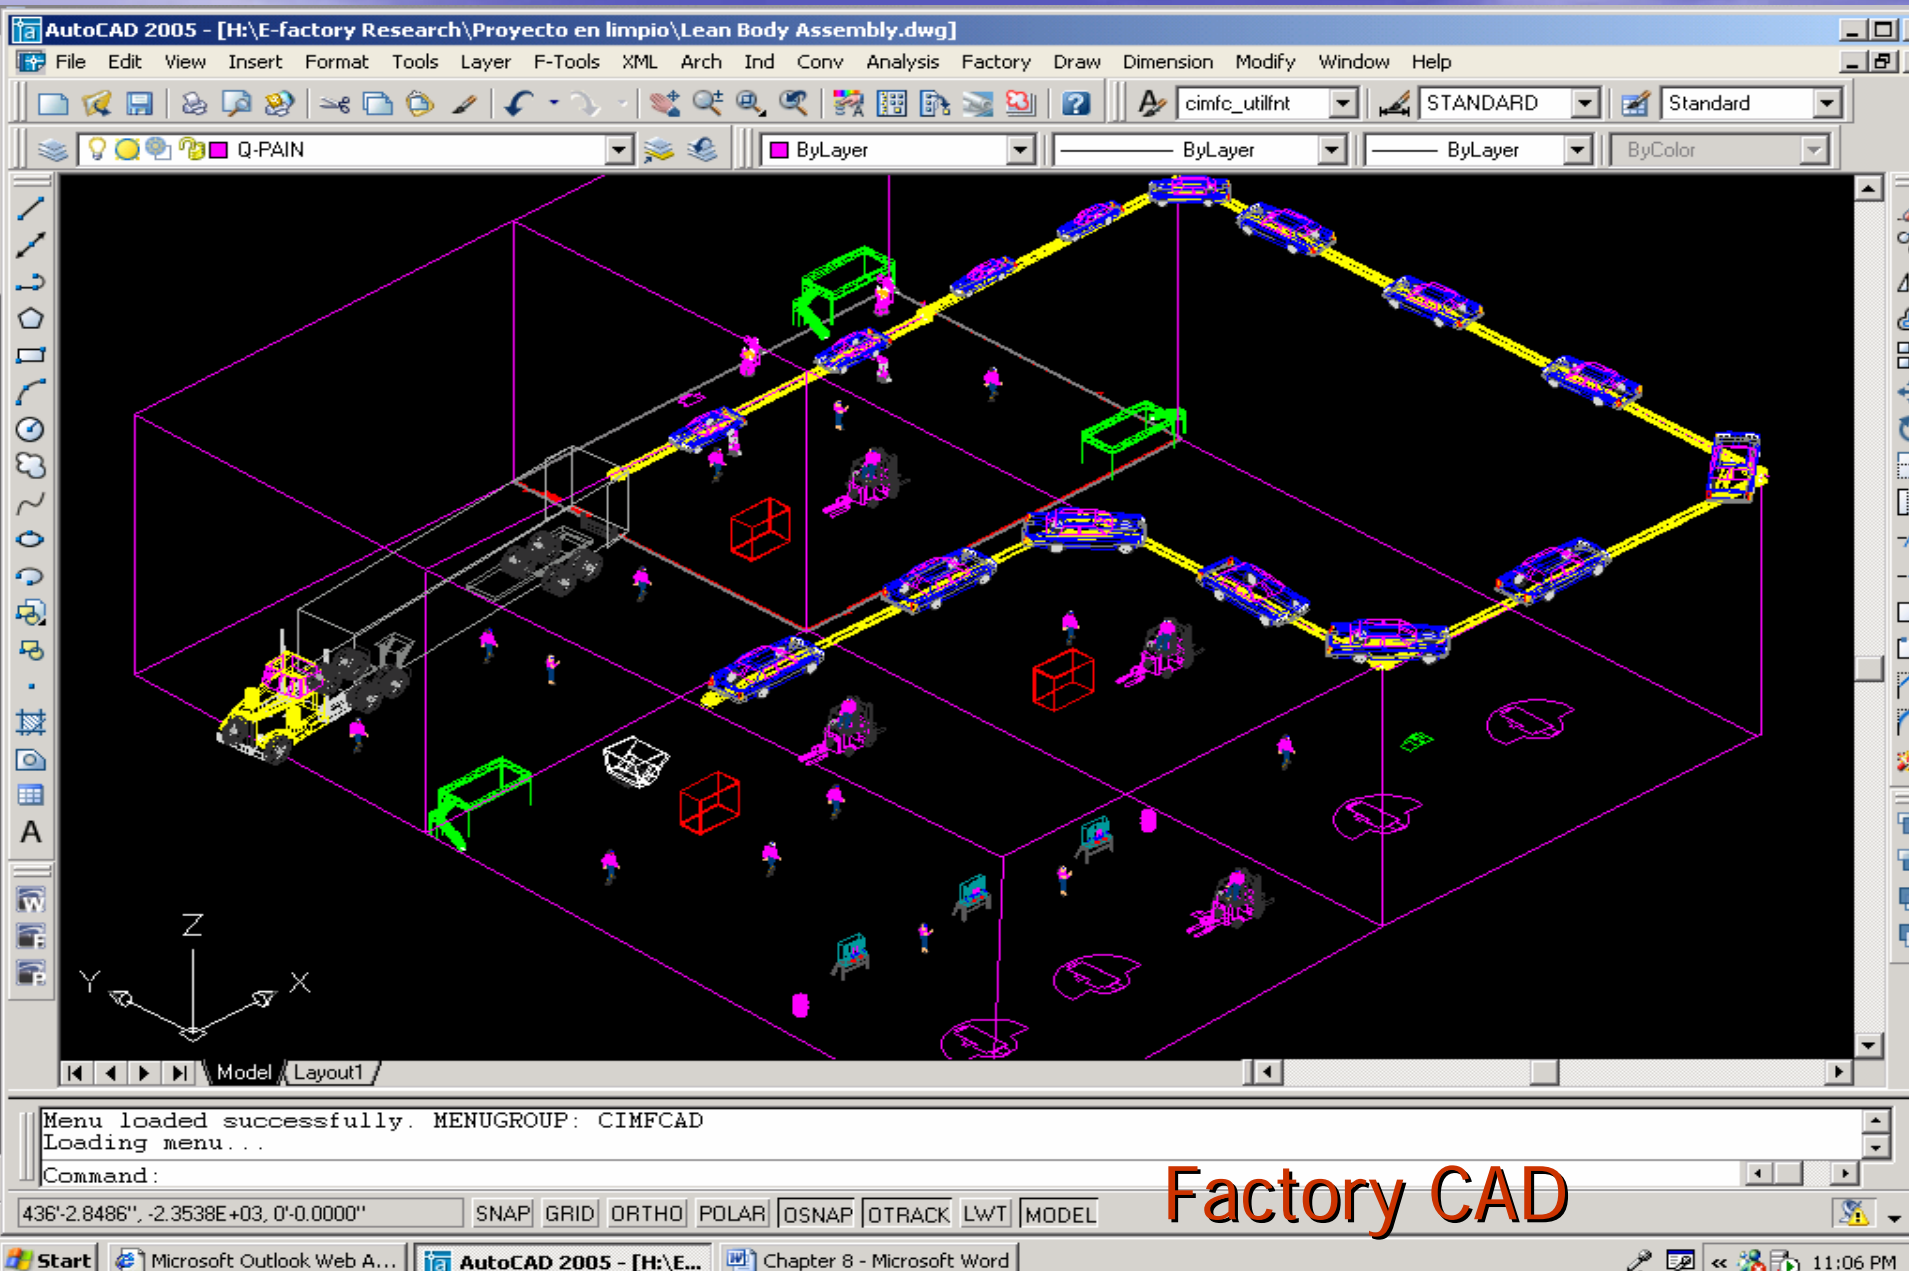 AutoCAD 2005 - [H:\E-factory Research\Proyecto en limpio\Lean Body Assembly.dwg]
File Edit View Insert Format Tools Layer F-Tools XML Arch Ind Conv Analysis Factory Draw Dimension Modify Window Help
cimfc_utilfnt STANDARD Standard
Q-PAIN ByLayer ByLayer ByLayer ByColor
A
W
F
P
Z
Y X
Model Layout1
Menu loaded successfully. MENUGROUP: CIMFCAD
Loading menu...
Command:
Factory CAD
436'-2.8486", -2.3538E+03, 0'-0.0000" SNAP GRID ORTHO POLAR OSNAP OTRACK LWT MODEL
Start Microsoft Outlook Web A... AutoCAD 2005 - [H:\E... Chapter 8 - Microsoft Word 11:06 PM